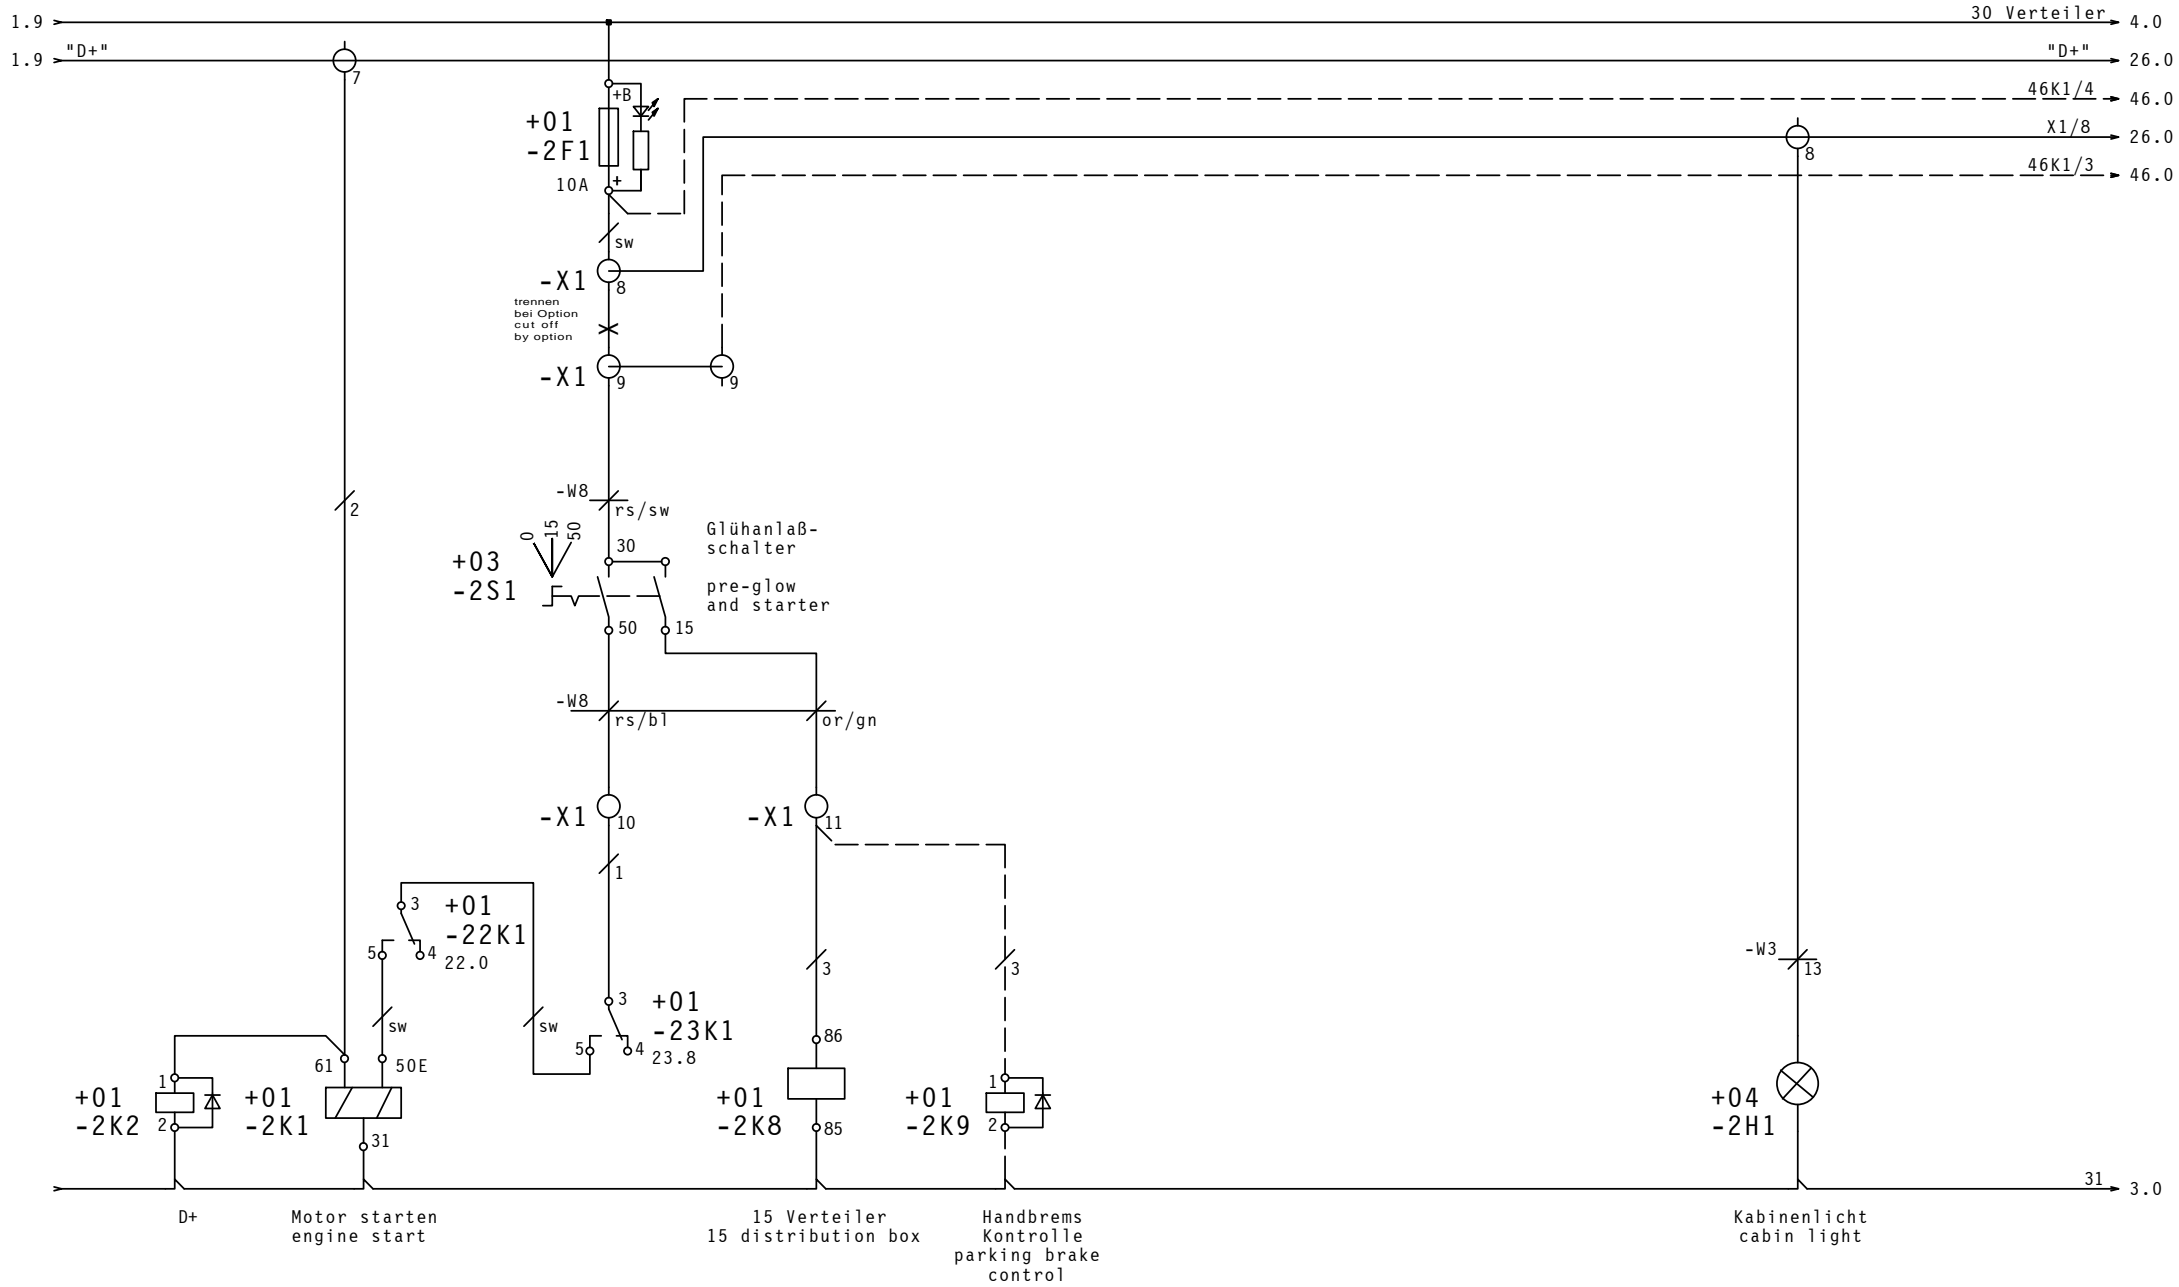 1.9
30 Verteiler
4.0
1.9
"D+"
7
"D+"
26.0
46K1/4
46.0
X1/8
26.0
8
46K1/3
46.0
+B
+01
-2F1
10A
+
sw
-X1
8
trennen
bei Option
cut off
by option
-X1
9
9
2
-W8
rs/sw
0
15
50
30
Glühanlaß-
schalter
+03
-2S1
pre-glow
and starter
50
15
-W8
rs/bl
or/gn
-X1
10
-X1
11
1
3
+01
-22K1
5
4
22.0
-W3
13
3
3
3
+01
-23K1
5
4
23.8
sw
sw
86
61
50E
1
+01
-2K2
2
+01
-2K1
31
+01
-2K8
85
1
+01
-2K9
2
+04
-2H1
31
3.0
D+
Motor starten
engine start
15 Verteiler
15 distribution box
Handbrems
Kontrolle
parking brake
control
Kabinenlicht
cabin light